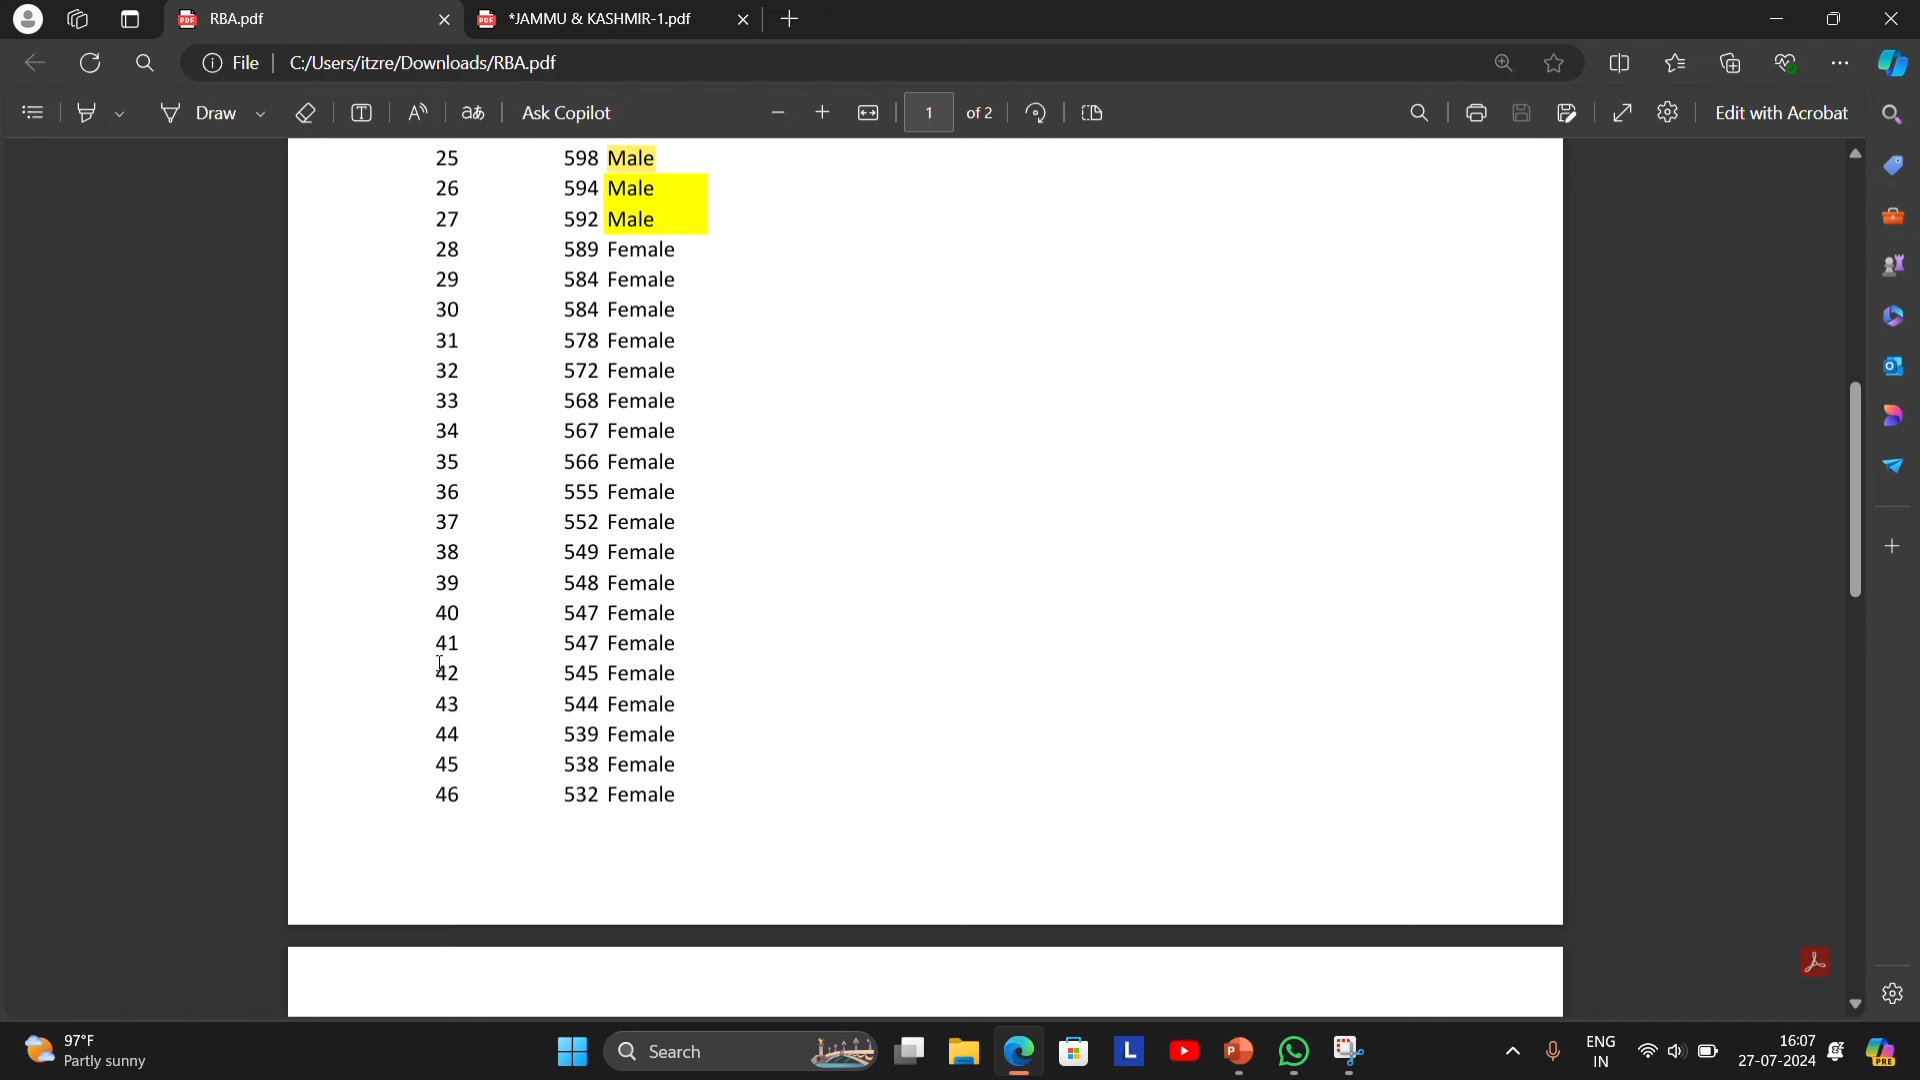 RBA.pdf
*JAMMU & KASHMIR-1.pdf
File
C:/Users/itzre/Downloads/RBA.pdf
Draw
aあ
Ask Copilot
1 of 2
Edit with Acrobat
25 598 Male
26 594 Male
27 592 Male
28 589 Female
29 584 Female
30 584 Female
31 578 Female
32 572 Female
33 568 Female
34 567 Female
35 566 Female
36 555 Female
37 552 Female
38 549 Female
39 548 Female
40 547 Female
41 547 Female
42 545 Female
43 544 Female
44 539 Female
45 538 Female
46 532 Female
97°F
Partly sunny
Search
L
ENG
IN
16:07
27-07-2024
PRE